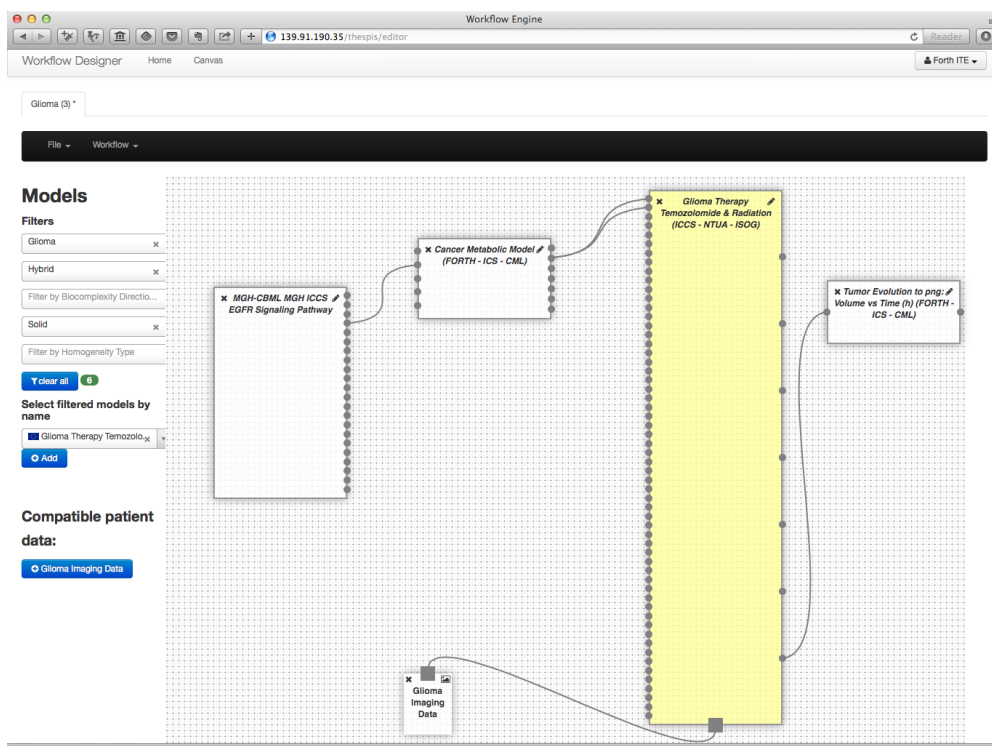 Workflow Engine
139.91.190.35/thespis/editor
Reader
Workflow Designer Home Canvas
Forth ITE
Glioma (3) *
File Workflow
Models
Filters
Glioma
Hybrid
Filter by Biocomplexity Directio...
Solid
Filter by Homogeneity Type
clear all 6
Select filtered models by
name
Glioma Therapy Temozolo...
Add
Compatible patient
data:
Glioma Imaging Data
MGH-CBML MGH ICCS
EGFR Signaling Pathway
Cancer Metabolic Model
(FORTH - ICS - CML)
Glioma Therapy
Temozolomide & Radiation
(ICCS - NTUA - ISOG)
Tumor Evolution to png:
Volume vs Time (h) (FORTH -
ICS - CML)
Glioma
Imaging
Data